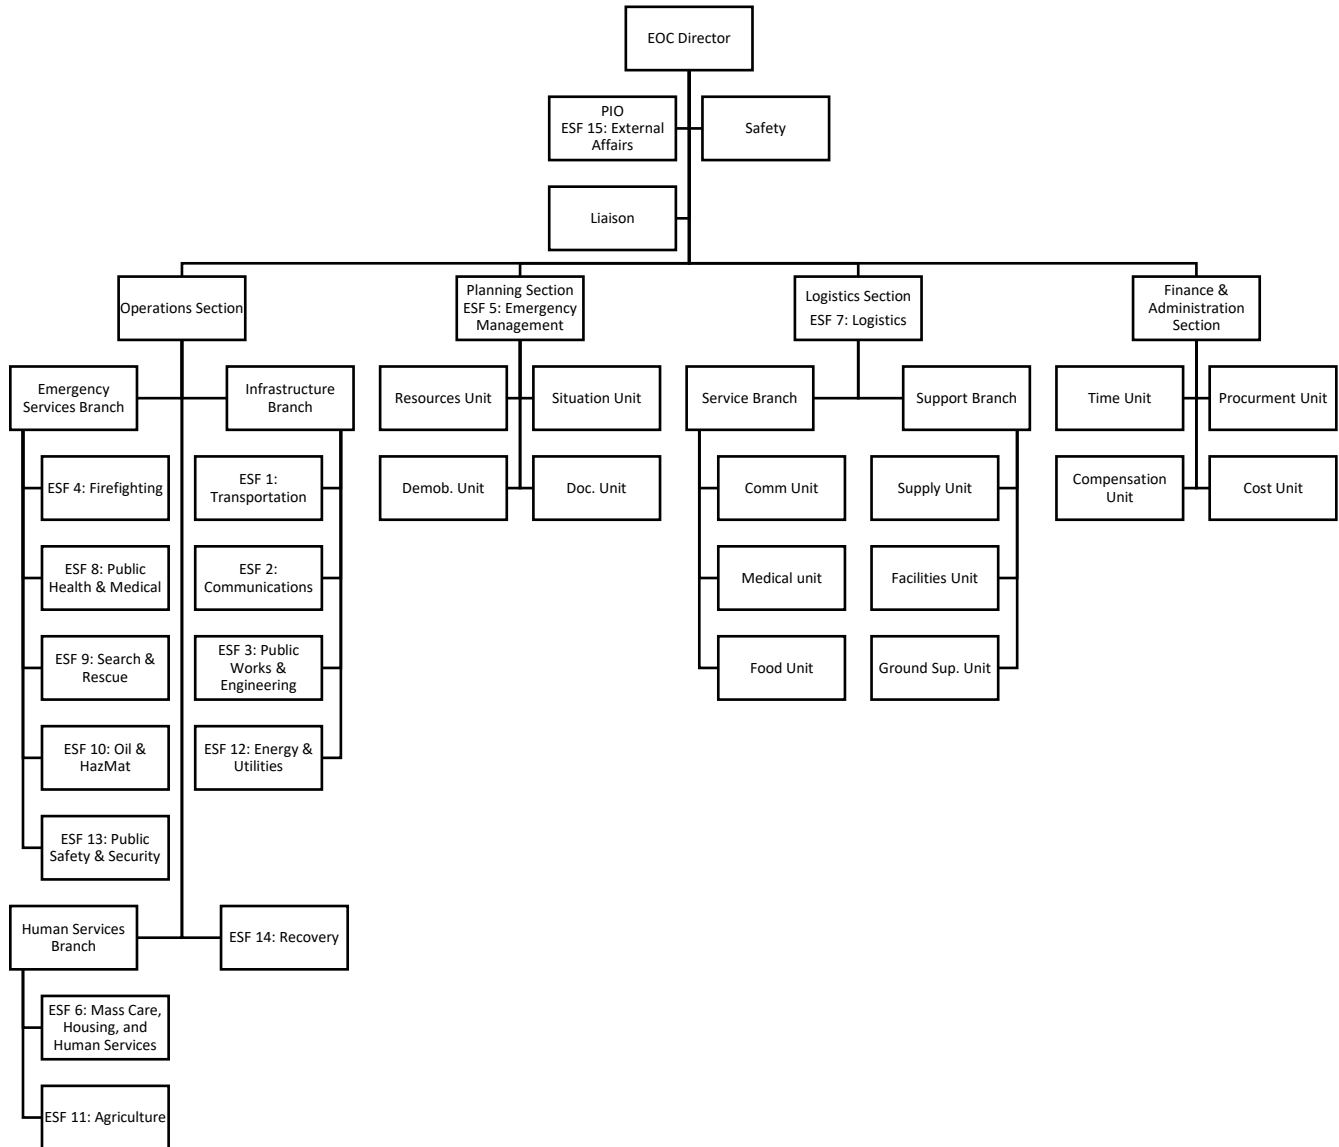 EOC Director
PIO
ESF 15: External
Affairs
Safety
Liaison
Operations Section
Planning Section
ESF 5: Emergency
Management
Logistics Section
ESF 7: Logistics
Finance &
Administration
Section
Emergency
Services Branch
Infrastructure
Branch
Resources Unit
Situation Unit
Service Branch
Support Branch
Time Unit
Procurment Unit
ESF 4: Firefighting
ESF 1:
Transportation
Demob. Unit
Doc. Unit
Comm Unit
Supply Unit
Compensation
Unit
Cost Unit
ESF 8: Public
Health & Medical
ESF 2:
Communications
Medical unit
Facilities Unit
ESF 9: Search &
Rescue
ESF 3: Public
Works &
Engineering
Food Unit
Ground Sup. Unit
ESF 10: Oil &
HazMat
ESF 12: Energy &
Utilities
ESF 13: Public
Safety & Security
Human Services
Branch
ESF 14: Recovery
ESF 6: Mass Care,
Housing, and
Human Services
ESF 11: Agriculture